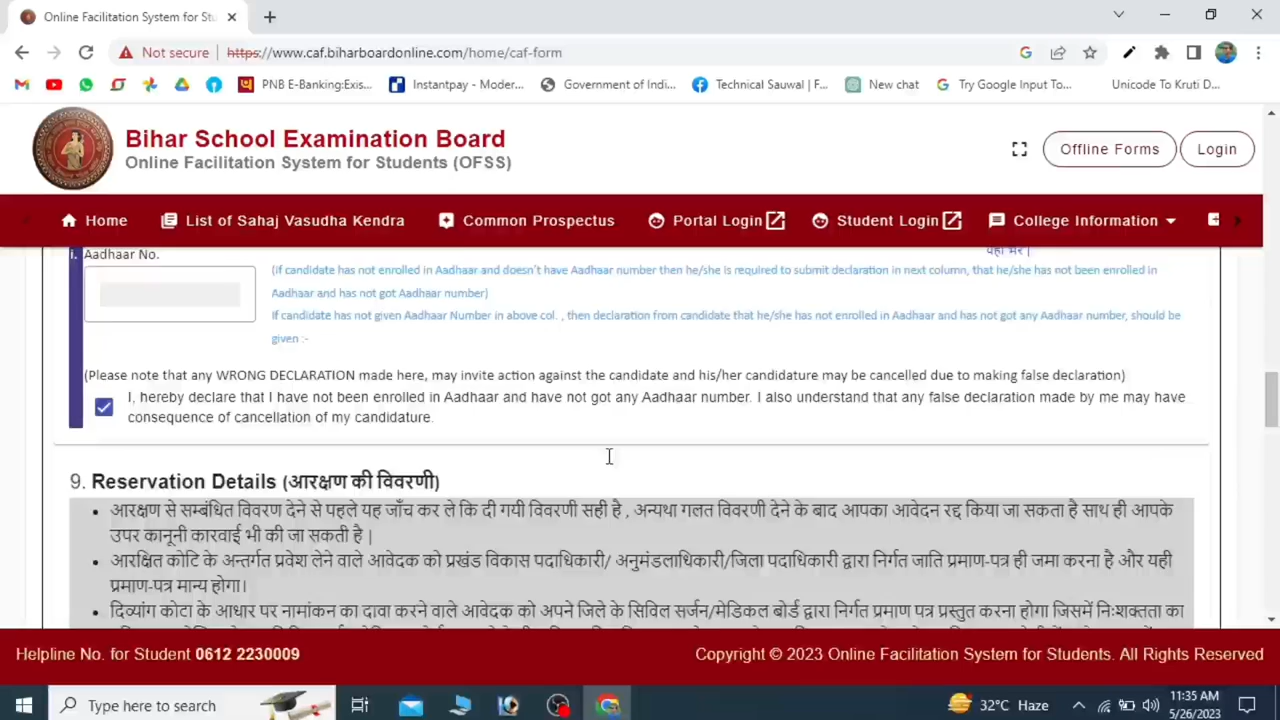 Online Facilitation System for Stu
Not secure https://www.caf.biharboardonline.com/home/caf-form
PNB E-Banking:Exis... Instantpay - Moder... Government of Indi... Technical Sauwal | F... New chat Try Google Input To... Unicode To Kruti D...
Bihar School Examination Board
Online Facilitation System for Students (OFSS)
Offline Forms Login
Home List of Sahaj Vasudha Kendra Common Prospectus Portal Login Student Login College Information
i. Aadhaar No.
(if candidate has not enrolled in Aadhaar and doesn't have Aadhaar number then he/she is required to submit declaration in next column, that he/she has not been enrolled in
Aadhaar and has not got Aadhaar number)
If candidate has not given Aadhaar Number in above col. , then declaration from candidate that he/she has not enrolled in Aadhaar and has not got any Aadhaar number, should be
given :-
(Please note that any WRONG DECLARATION made here, may invite action against the candidate and his/her candidature may be cancelled due to making false declaration)
I, hereby declare that I have not been enrolled in Aadhaar and have not got any Aadhaar number. I also understand that any false declaration made by me may have
consequence of cancellation of my candidature.
9. Reservation Details (आरक्षण की विवरणी)
• आरक्षण से सम्बंधित विवरण देने से पहले यह जाँच कर ले कि दी गयी विवरणी सही है , अन्यथा गलत विवरणी देने के बाद आपका आवेदन रद्द किया जा सकता है साथ ही आपके
उपर कानूनी कारवाई भी की जा सकती है |
• आरक्षित कोटि के अन्तर्गत प्रवेश लेने वाले आवेदक को प्रखंड विकास पदाधिकारी/ अनुमंडलाधिकारी/जिला पदाधिकारी द्वारा निर्गत जाति प्रमाण-पत्र ही जमा करना है और यही
प्रमाण-पत्र मान्य होगा।
• दिव्यांग कोटा के आधार पर नामांकन का दावा करने वाले आवेदक को अपने जिले के सिविल सर्जन/मेडिकल बोर्ड द्वारा निर्गत प्रमाण पत्र प्रस्तुत करना होगा जिसमें निःशक्तता का
Helpline No. for Student 0612 2230009
Copyright © 2023 Online Facilitation System for Students. All Rights Reserved
Type here to search
32°C Haze
11:35 AM
5/26/2023